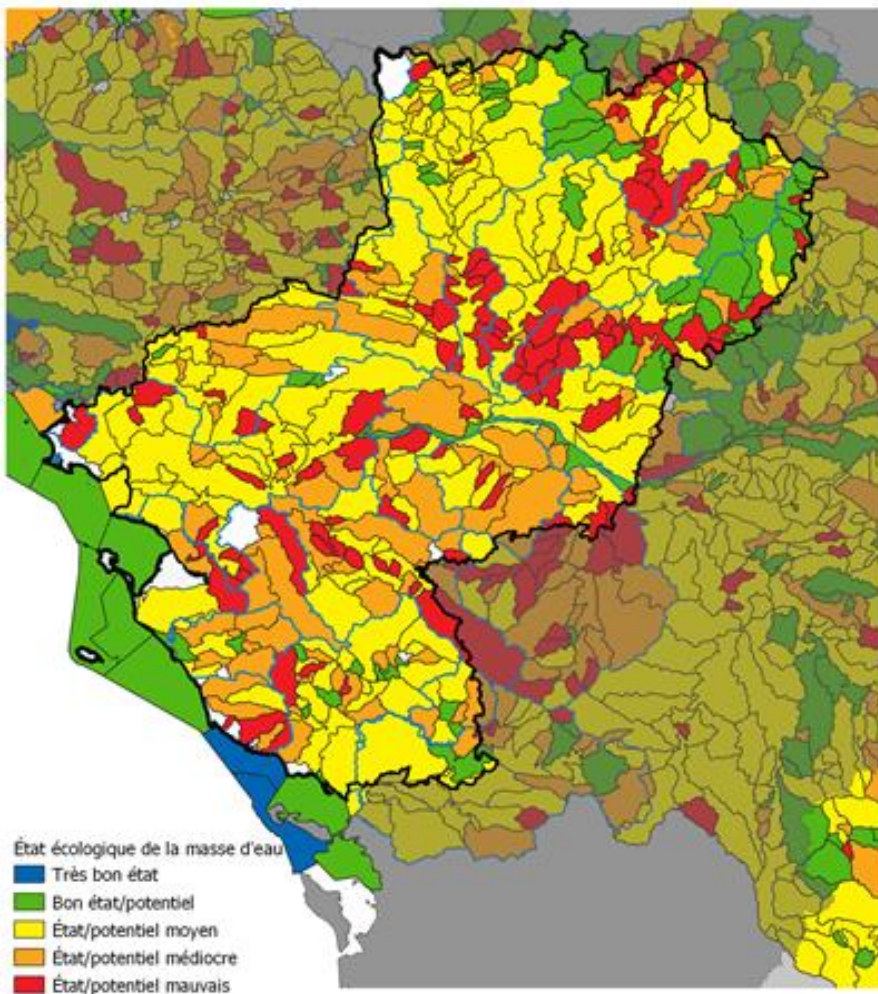 État écologique de la masse d'eau
Très bon état
Bon état/potentiel
État/potentiel moyen
État/potentiel médiocre
État/potentiel mauvais